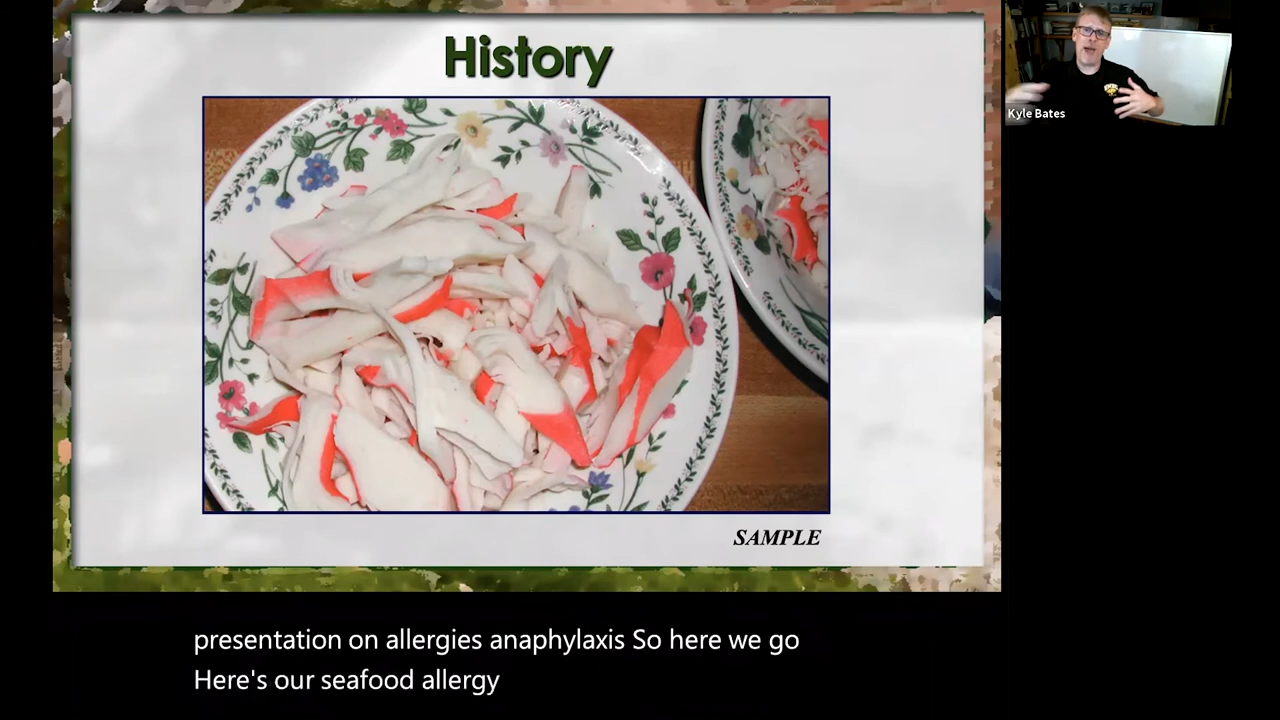 History
Kyle Bates
SAMPLE
presentation on allergies anaphylaxis So here we go
Here's our seafood allergy